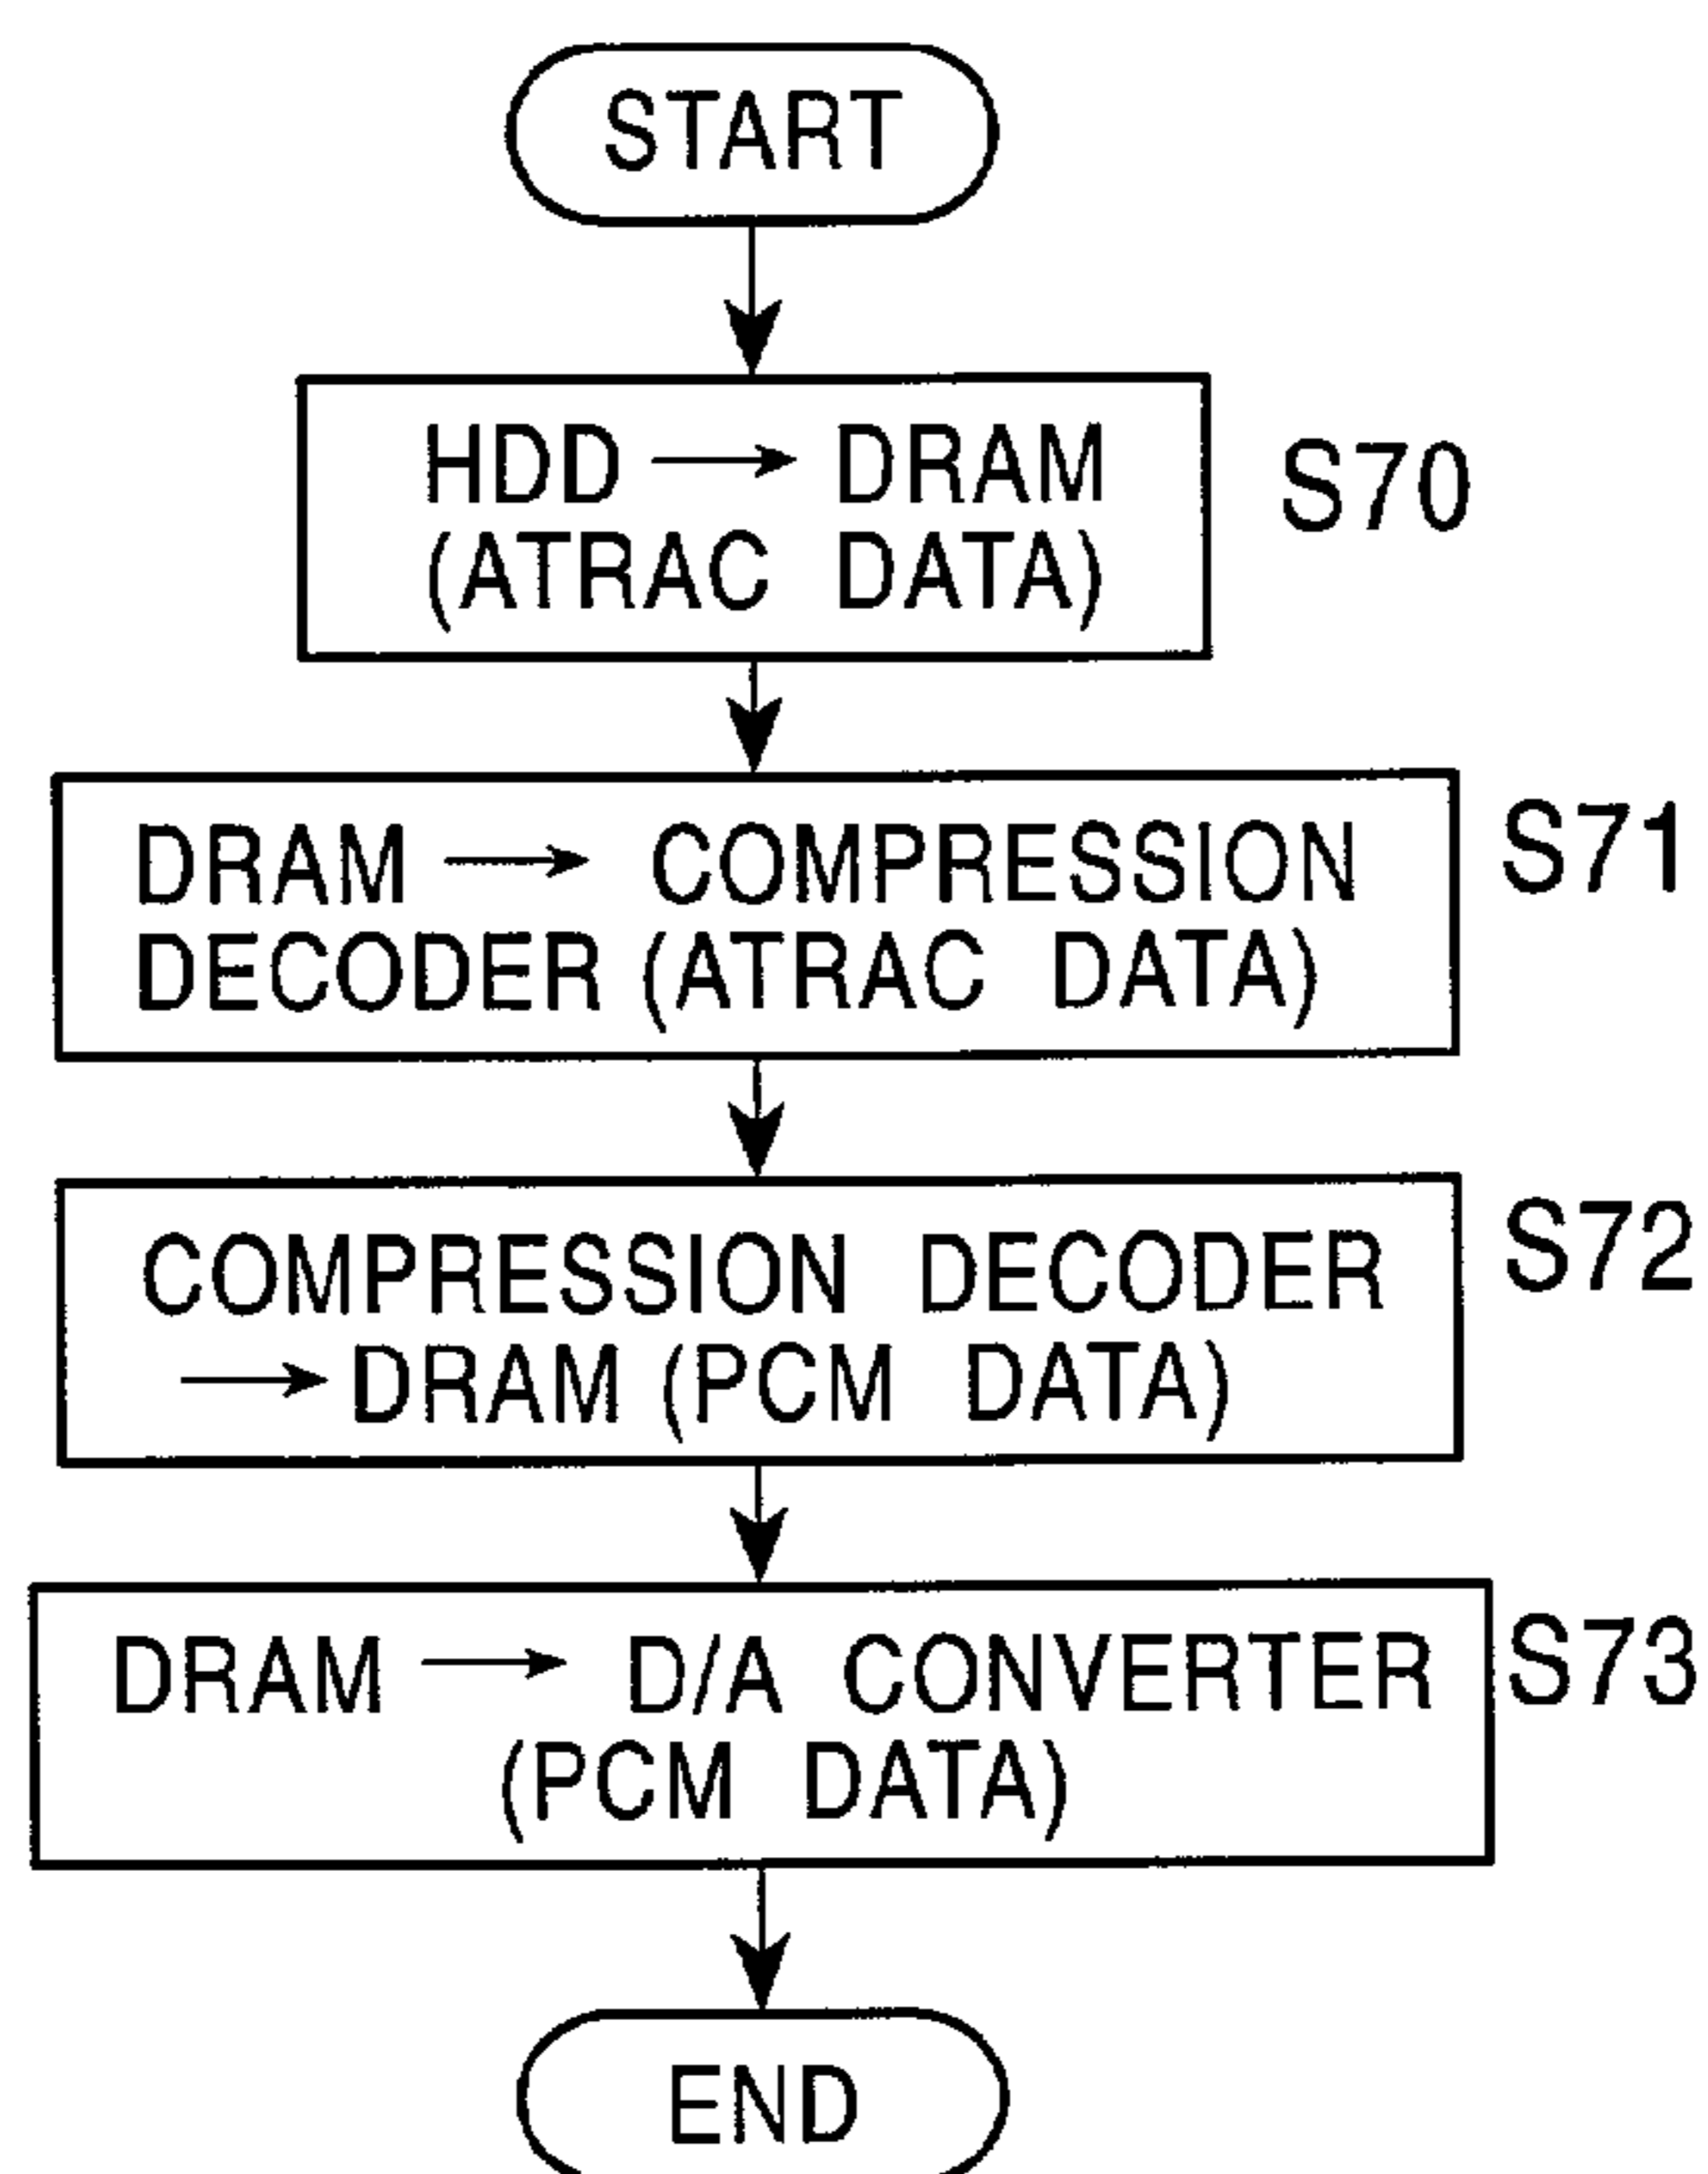 START
HDD → DRAM
(ATRAC DATA)
S70
DRAM → COMPRESSION
DECODER (ATRAC DATA)
S71
COMPRESSION DECODER
→ DRAM (PCM DATA)
S72
DRAM → D/A CONVERTER
(PCM DATA)
S73
END